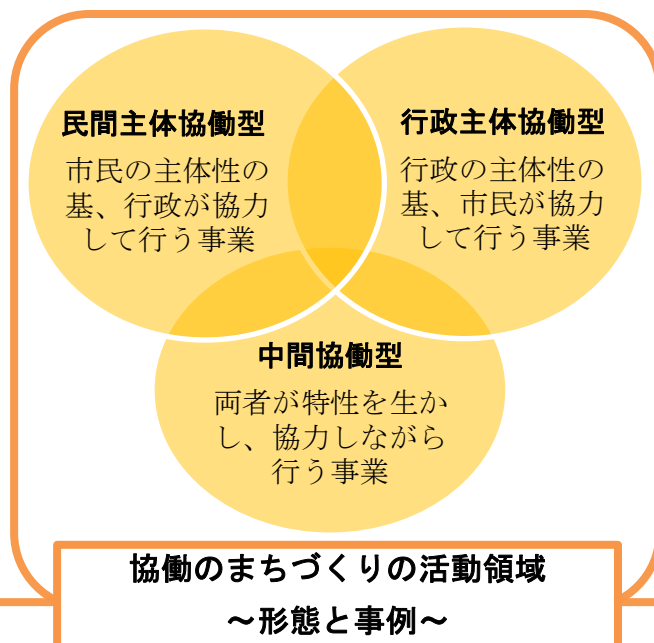 民間主体協働型
市民の主体性の
基、行政が協力
して行う事業
行政主体協働型
行政の主体性の
基、市民が協力
して行う事業
中間協働型
両者が特性を生か
し、協力しながら
行う事業
協働のまちづくりの活動領域
～形態と事例～